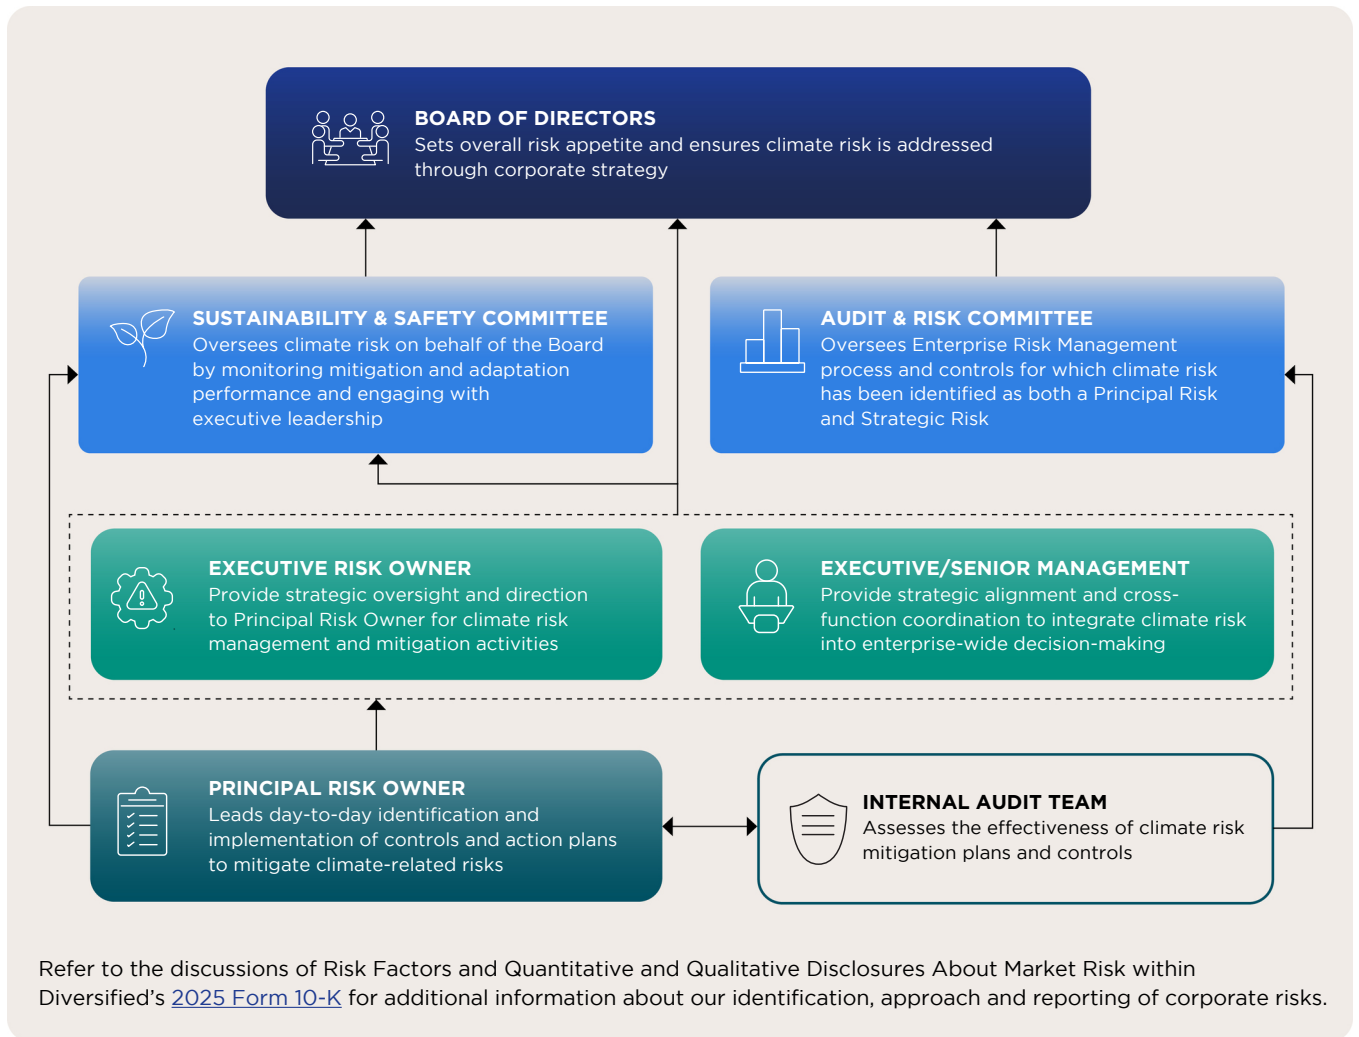 BOARD OF DIRECTORS
Sets overall risk appetite and ensures climate risk is addressed
through corporate strategy
SUSTAINABILITY & SAFETY COMMITTEE
Oversees climate risk on behalf of the Board
by monitoring mitigation and adaptation
performance and engaging with
executive leadership
AUDIT & RISK COMMITTEE
Oversees Enterprise Risk Management
process and controls for which climate risk
has been identified as both a Principal Risk
and Strategic Risk
EXECUTIVE RISK OWNER
Provide strategic oversight and direction
to Principal Risk Owner for climate risk
management and mitigation activities
EXECUTIVE/SENIOR MANAGEMENT
Provide strategic alignment and cross-
function coordination to integrate climate risk
into enterprise-wide decision-making
PRINCIPAL RISK OWNER
Leads day-to-day identification and
implementation of controls and action plans
to mitigate climate-related risks
INTERNAL AUDIT TEAM
Assesses the effectiveness of climate risk
mitigation plans and controls
Refer to the discussions of Risk Factors and Quantitative and Qualitative Disclosures About Market Risk within
Diversified’s 2025 Form 10-K for additional information about our identification, approach and reporting of corporate risks.